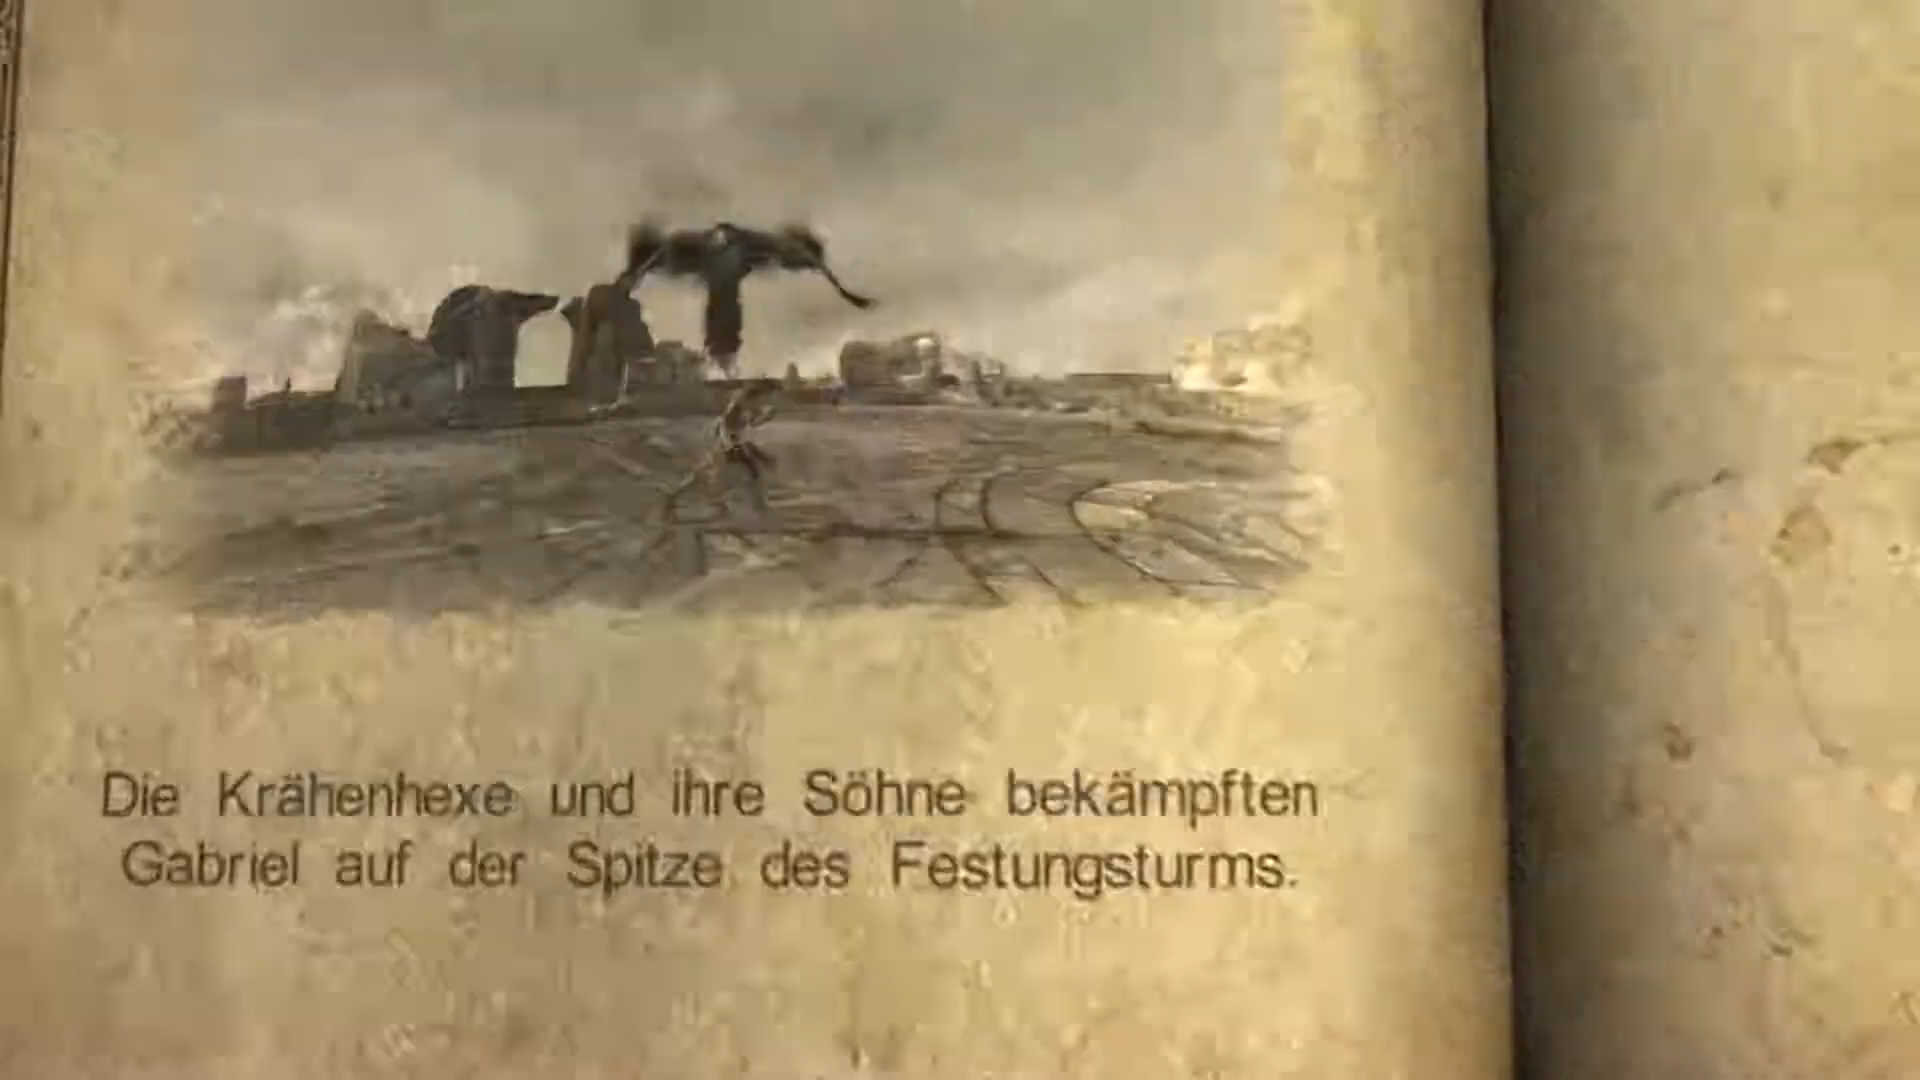 Die Krähenhexe und ihre Söhne bekämpften
Gabriel auf der Spitze des Festungsturms.